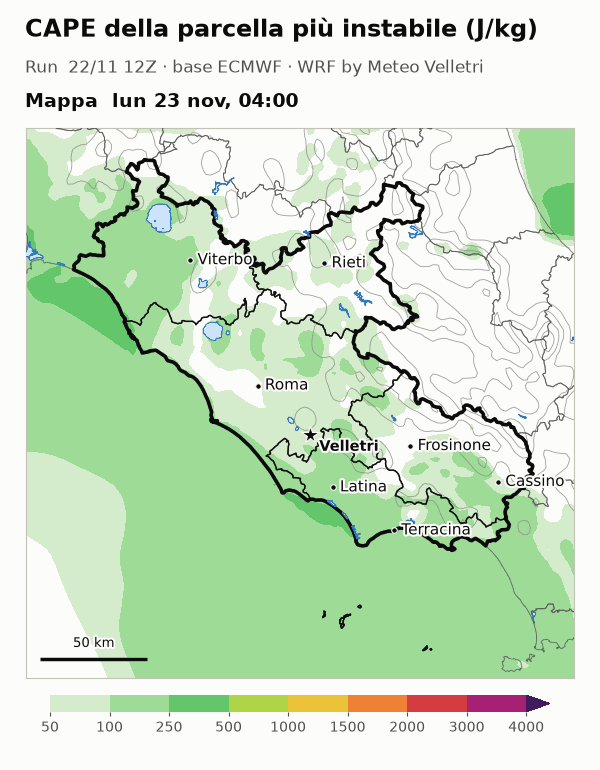 CAPE della parcella più instabile (J/kg)
Run  22/11 12Z · base ECMWF · WRF by Meteo Velletri
Mappa  lun 23 nov, 04:00
Viterbo
Rieti
Roma
Velletri
Frosinone
Cassino
Latina
Terracina
50 km
50 100 250 500 1000 1500 2000 3000 4000